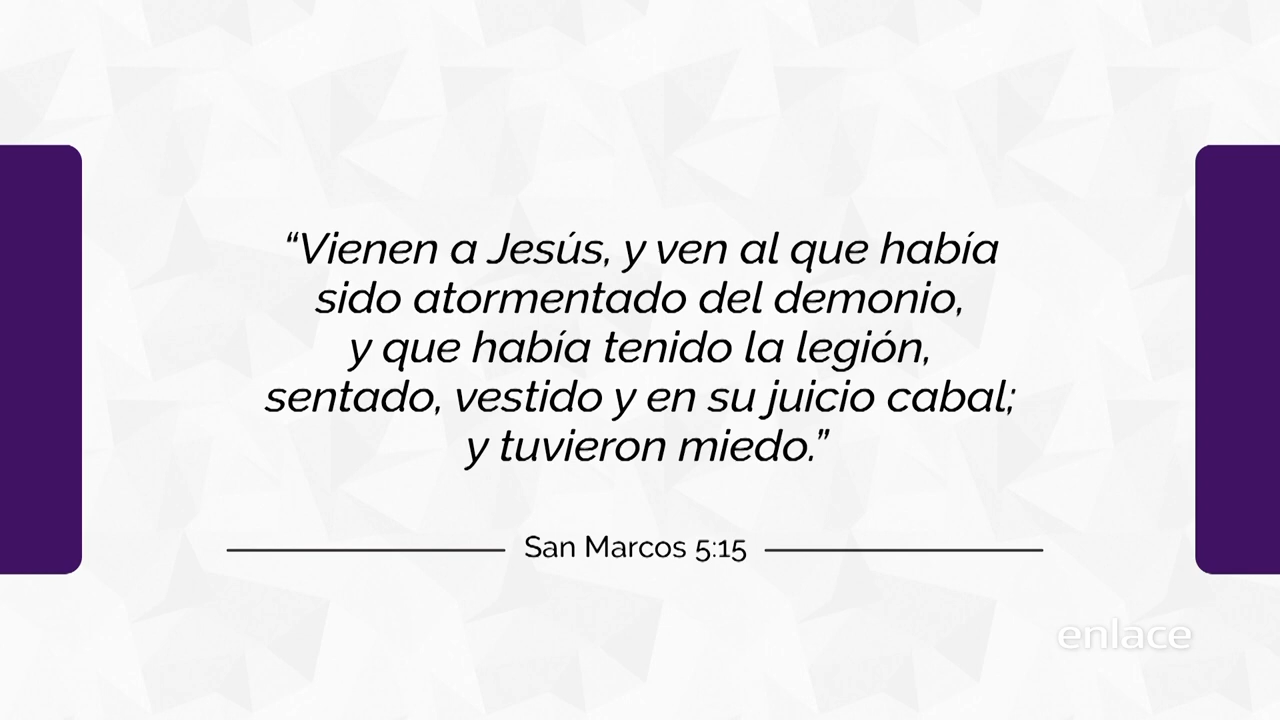 “Vienen a Jesús, y ven al que había
sido atormentado del demonio,
y que había tenido la legión,
sentado, vestido y en su juicio cabal;
y tuvieron miedo.”
San Marcos 5:15
enlace